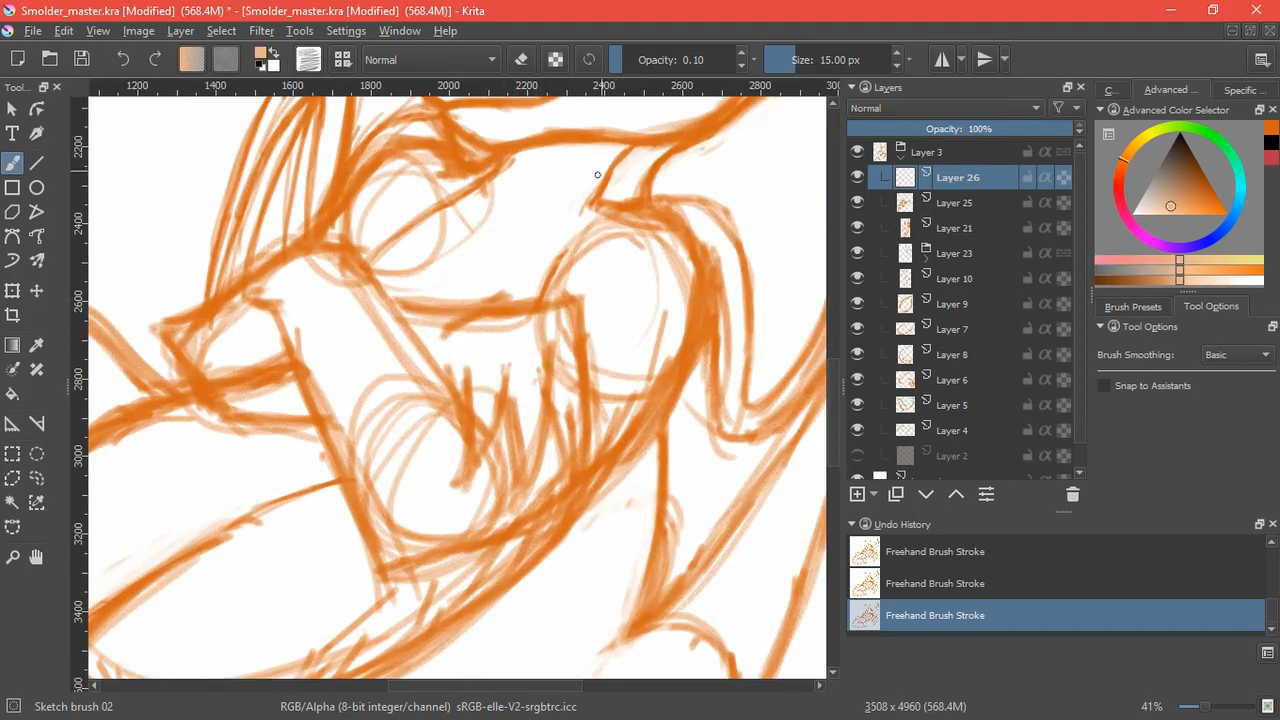 Smolder_master.kra [Modified] (568.4M) * - [Smolder_master.kra [Modified] (568.4M)] - Krita
File Edit View Image Layer Select Filter Tools Settings Window Help
Normal Opacity: 0.10 Size: 15.00 px
Tool...
1200 1400 1600 1800 2000 2200 2400 2600 2800
Layers
C... Advanced ... Specific ...
Normal
Advanced Color Selector
Opacity: 100%
Layer 3
Layer 26
Layer 25
Layer 21
Layer 23
Layer 10
Layer 9
Layer 7
Layer 8
Layer 6
Layer 5
Layer 4
Layer 2
Brush Presets Tool Options
Tool Options
Brush Smoothing: Basic
Snap to Assistants
2200
2400
2600
2800
3000
3200
3400
Undo History
Freehand Brush Stroke
Freehand Brush Stroke
Freehand Brush Stroke
Sketch brush 02 RGB/Alpha (8-bit integer/channel) sRGB-elle-V2-srgbtrc.icc 3508 x 4960 (568.4M) 41%